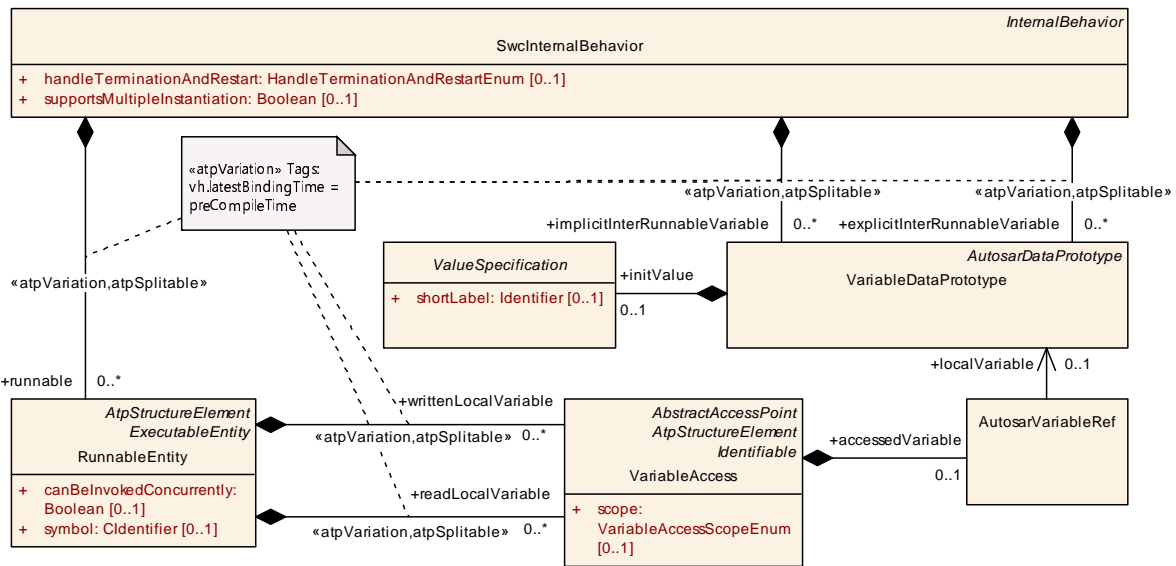 InternalBehavior
SwcInternalBehavior
+ handleTerminationAndRestart: HandleTerminationAndRestartEnum [0..1]
+ supportsMultipleInstantiation: Boolean [0..1]
«atpVariation» Tags:
vh.latestBindingTime =
preCompileTime
«atpVariation,atpSplitable»
«atpVariation,atpSplitable»
+implicitInterRunnableVariable
0..*
+explicitInterRunnableVariable
0..*
ValueSpecification
+ shortLabel: Identifier [0..1]
+initValue
0..1
AutosarDataPrototype
VariableDataPrototype
«atpVariation,atpSplitable»
+localVariable
0..1
+runnable
0..*
AtpStructureElement
ExecutableEntity
RunnableEntity
+ canBeInvokedConcurrently:
Boolean [0..1]
+ symbol: CIdentifier [0..1]
+writtenLocalVariable
«atpVariation,atpSplitable»
0..*
+readLocalVariable
«atpVariation,atpSplitable»
0..*
AbstractAccessPoint
AtpStructureElement
Identifiable
VariableAccess
+ scope:
VariableAccessScopeEnum
[0..1]
+accessedVariable
0..1
AutosarVariableRef